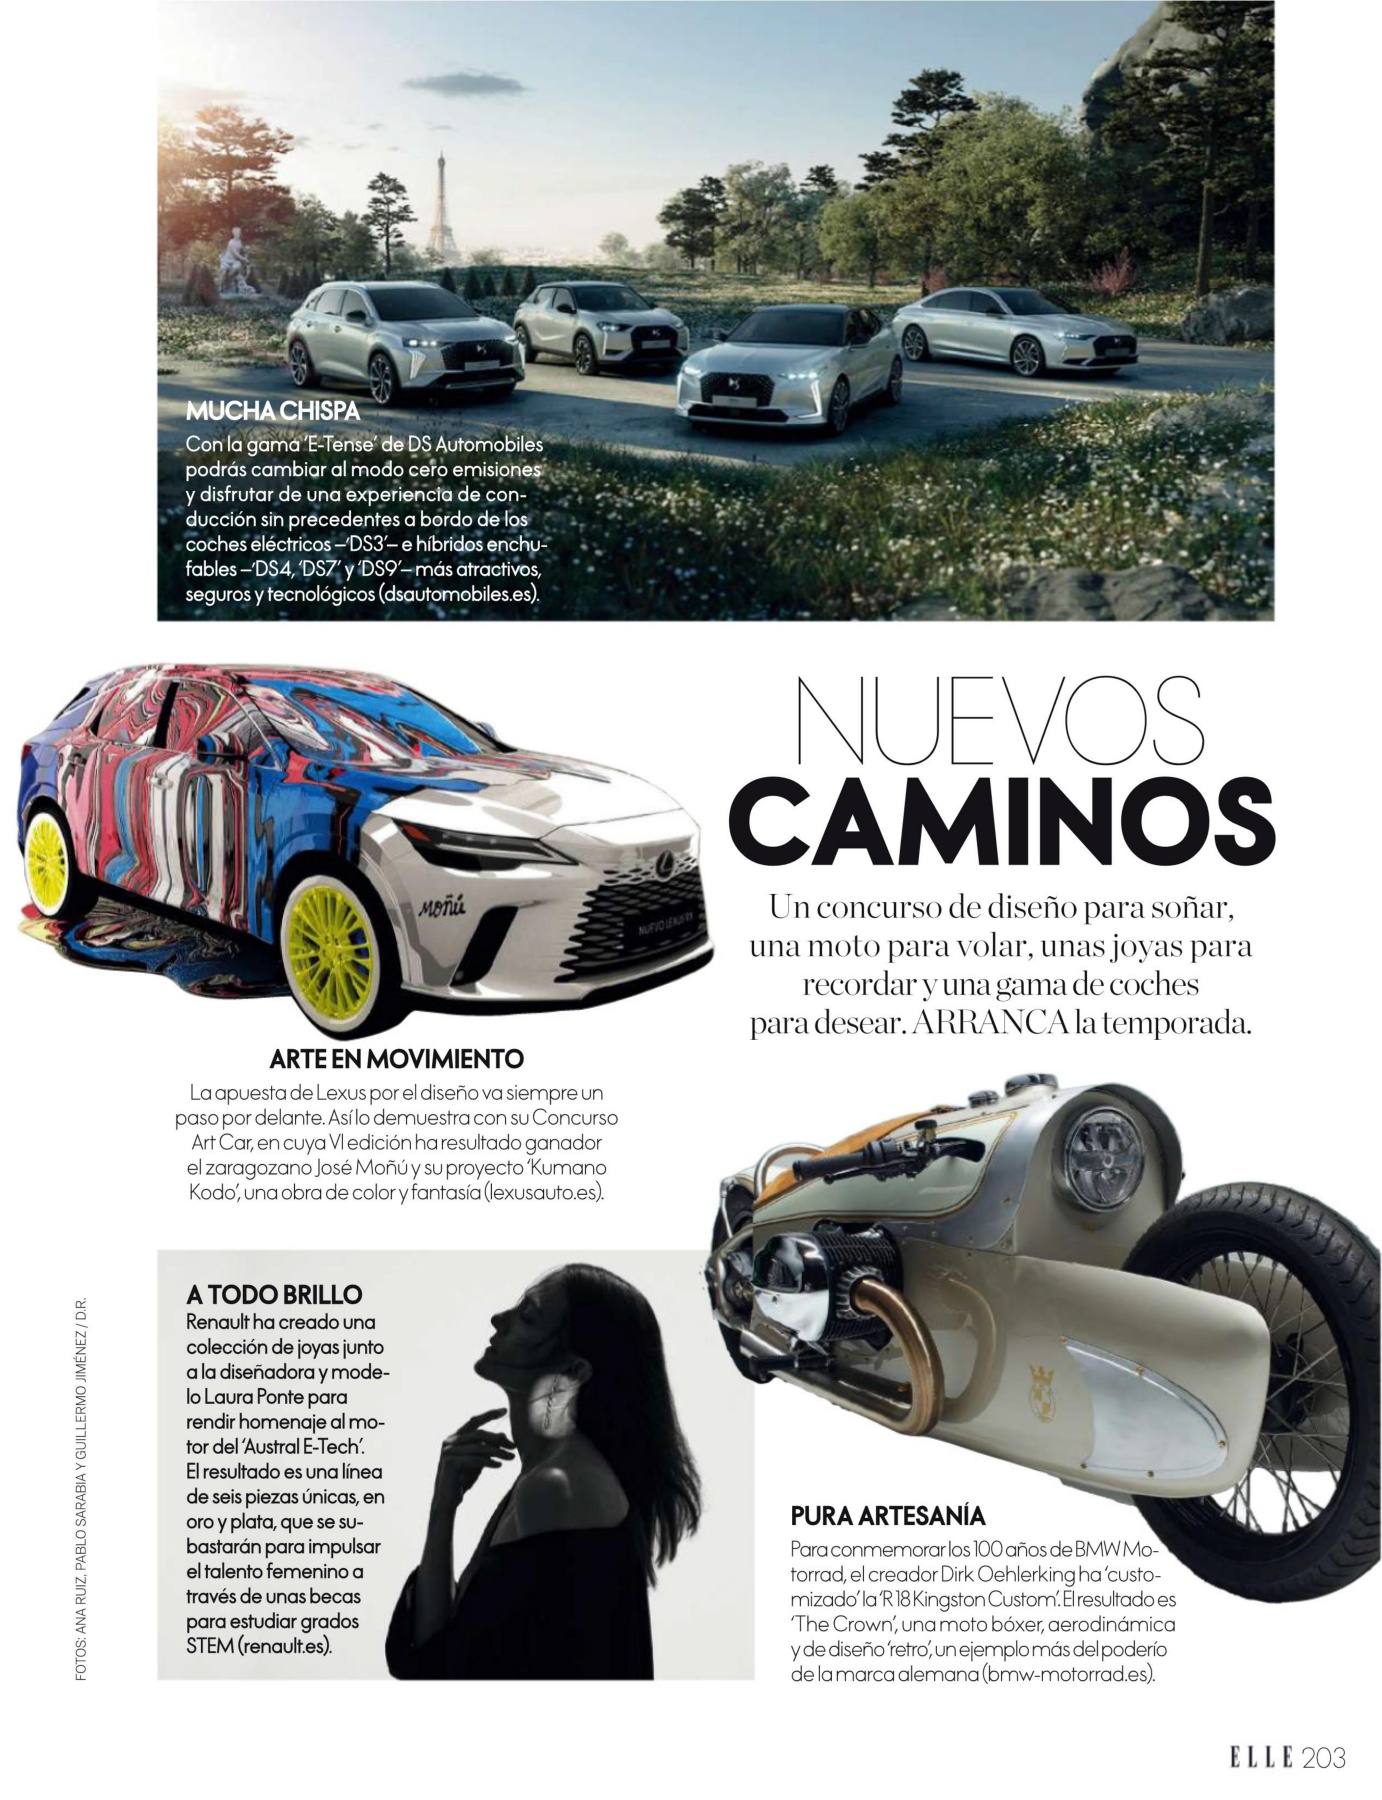 MUCHA CHISPA
Con la gama ‘E-Tense’ de DS Automobiles
podrás cambiar al modo cero emisiones
y disfrutar de una experiencia de con-
ducción sin precedentes a bordo de los
coches eléctricos –‘DS3’– e híbridos enchu-
fables –‘DS4, ‘DS7’ y ‘DS9’– más atractivos,
seguros y tecnológicos (dsautomobiles.es).
NUEVOS
CAMINOS
Un concurso de diseño para soñar,
una moto para volar, unas joyas para
recordar y una gama de coches
para desear. ARRANCA la temporada.
Moñú
NUEVO LEXUS RX
ARTE EN MOVIMIENTO
La apuesta de Lexus por el diseño va siempre un
paso por delante. Así lo demuestra con su Concurso
Art Car, en cuya VI edición ha resultado ganador
el zaragozano José Moñú y su proyecto ‘Kumano
Kodo’, una obra de color y fantasía (lexusauto.es).
A TODO BRILLO
Renault ha creado una
colección de joyas junto
a la diseñadora y mode-
lo Laura Ponte para
rendir homenaje al mo-
tor del ‘Austral E-Tech’.
El resultado es una línea
de seis piezas únicas, en
oro y plata, que se su-
bastarán para impulsar
el talento femenino a
través de unas becas
para estudiar grados
STEM (renault.es).
PURA ARTESANÍA
Para conmemorar los 100 años de BMW Mo-
torrad, el creador Dirk Oehlerking ha ‘custo-
mizado’ la ‘R 18 Kingston Custom’. El resultado es
‘The Crown’, una moto bóxer, aerodinámica
y de diseño ‘retro’, un ejemplo más del poderío
de la marca alemana (bmw-motorrad.es).
FOTOS: ANA RUIZ, PABLO SARABIA Y GUILLERMO JIMÉNEZ / D.R.
ELLE 203